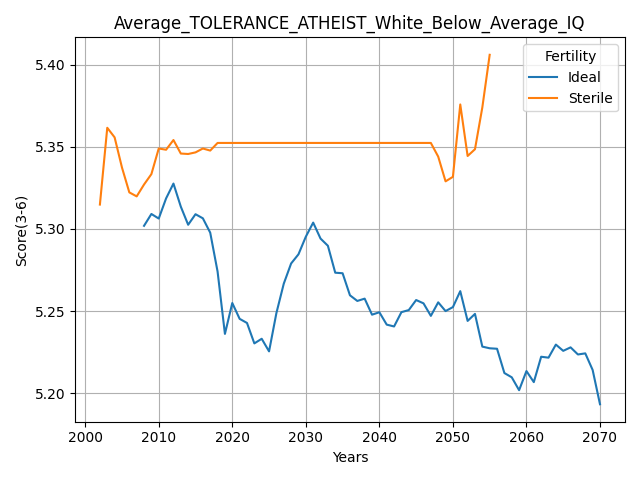 Average_TOLERANCE_ATHEIST_White_Below_Average_IQ
Fertility
Ideal
Sterile
Score(3-6)
5.40
5.35
5.30
5.25
5.20
2000 2010 2020 2030 2040 2050 2060 2070
Years